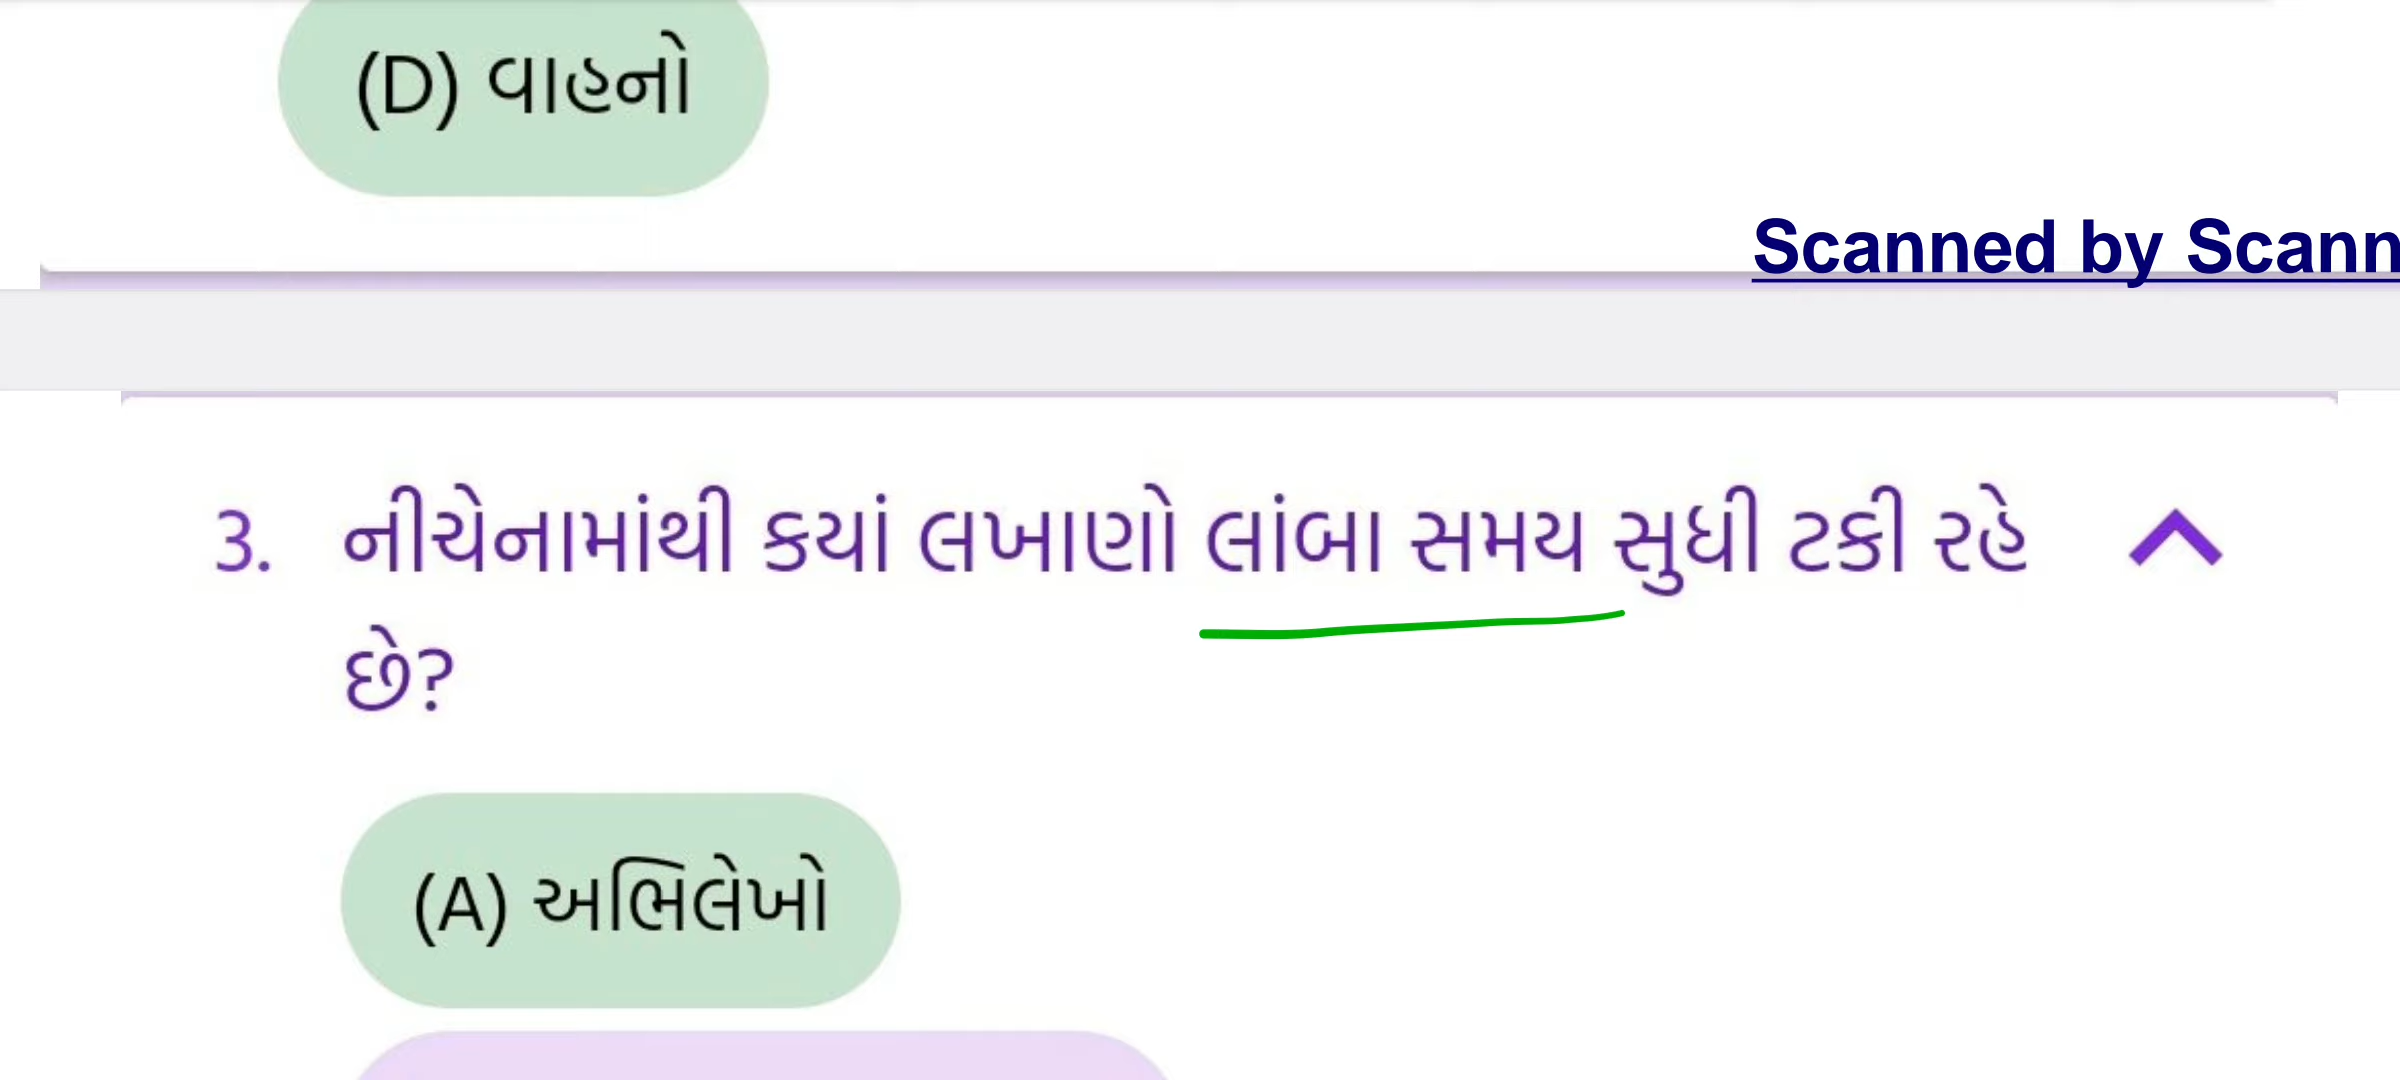 (D) વાહનો
Scanned by Scann
3. નીચેનામાંથી કયાં લખાણો લાંબા સમય સુધી ટકી રહે
છે?
(A) અભિલેખો